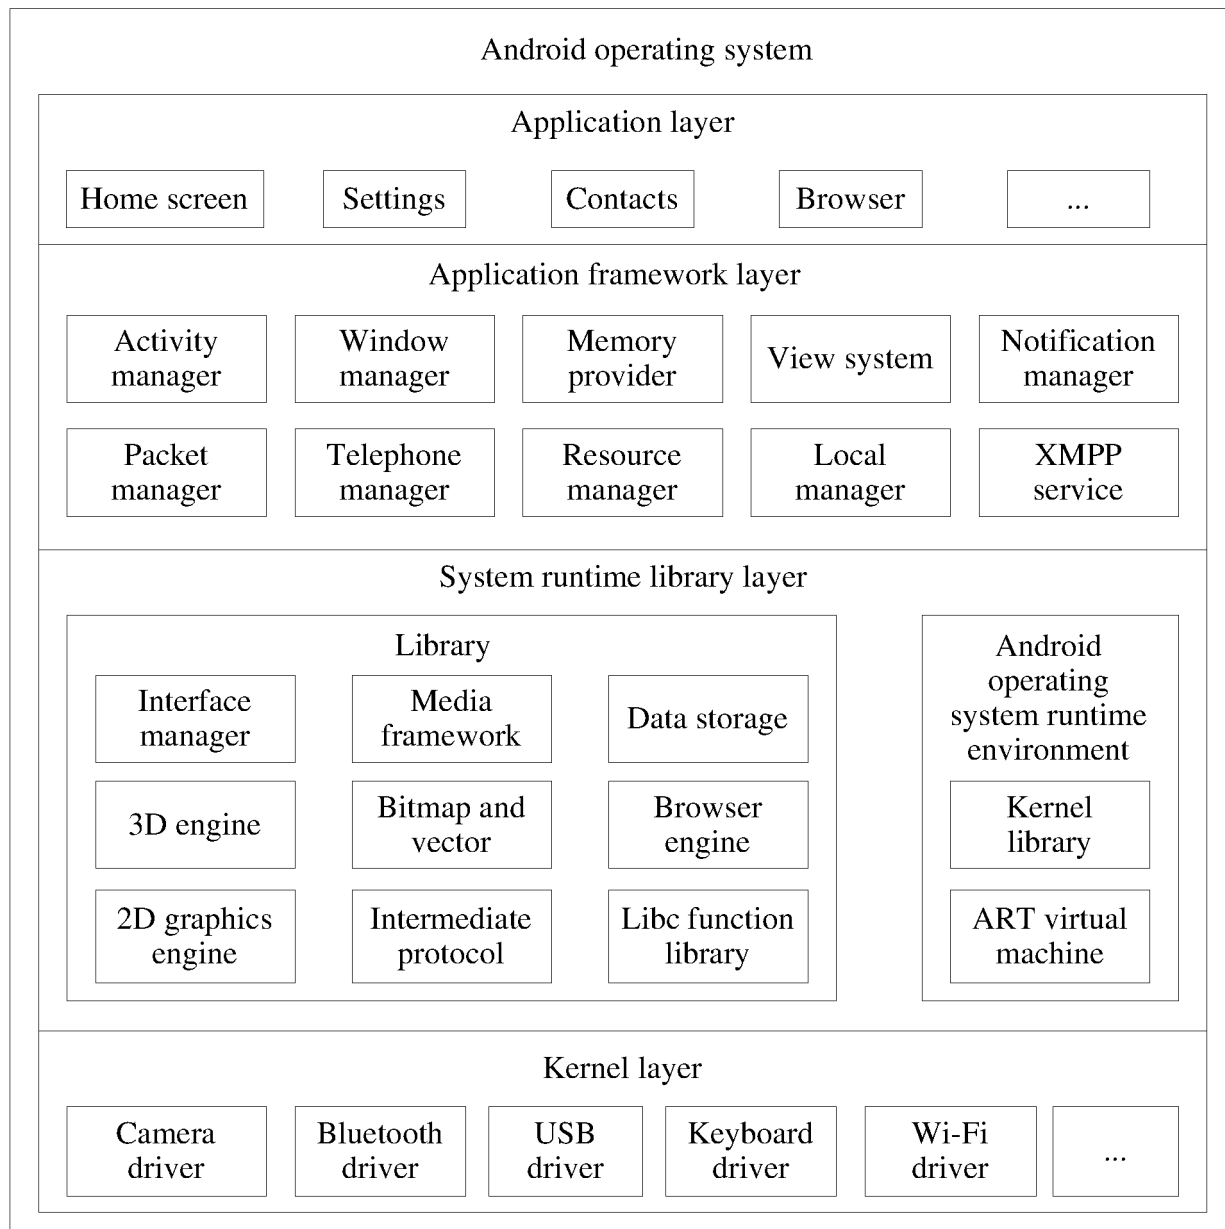 Android operating system
Application layer
Home screen
Settings
Contacts
Browser
...
Application framework layer
Activity
manager
Window
manager
Memory
provider
View system
Notification
manager
Packet
manager
Telephone
manager
Resource
manager
Local
manager
XMPP
service
System runtime library layer
Library
Interface
manager
Media
framework
Data storage
3D engine
Bitmap and
vector
Browser
engine
2D graphics
engine
Intermediate
protocol
Libc function
library
Android
operating
system runtime
environment
Kernel
library
ART virtual
machine
Kernel layer
Camera
driver
Bluetooth
driver
USB
driver
Keyboard
driver
Wi-Fi
driver
...